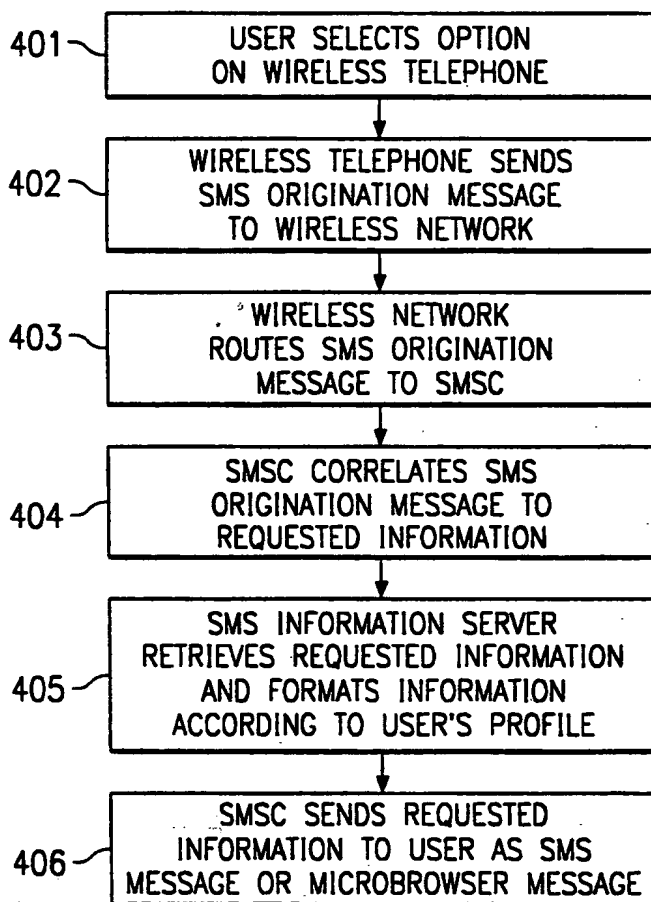 401
USER SELECTS OPTION
ON WIRELESS TELEPHONE
402
WIRELESS TELEPHONE SENDS
SMS ORIGINATION MESSAGE
TO WIRELESS NETWORK
403
WIRELESS NETWORK
ROUTES SMS ORIGINATION
MESSAGE TO SMSC
404
SMSC CORRELATES SMS
ORIGINATION MESSAGE TO
REQUESTED INFORMATION
405
SMS INFORMATION SERVER
RETRIEVES REQUESTED INFORMATION
AND FORMATS INFORMATION
ACCORDING TO USER'S PROFILE
406
SMSC SENDS REQUESTED
INFORMATION TO USER AS SMS
MESSAGE OR MICROBROWSER MESSAGE